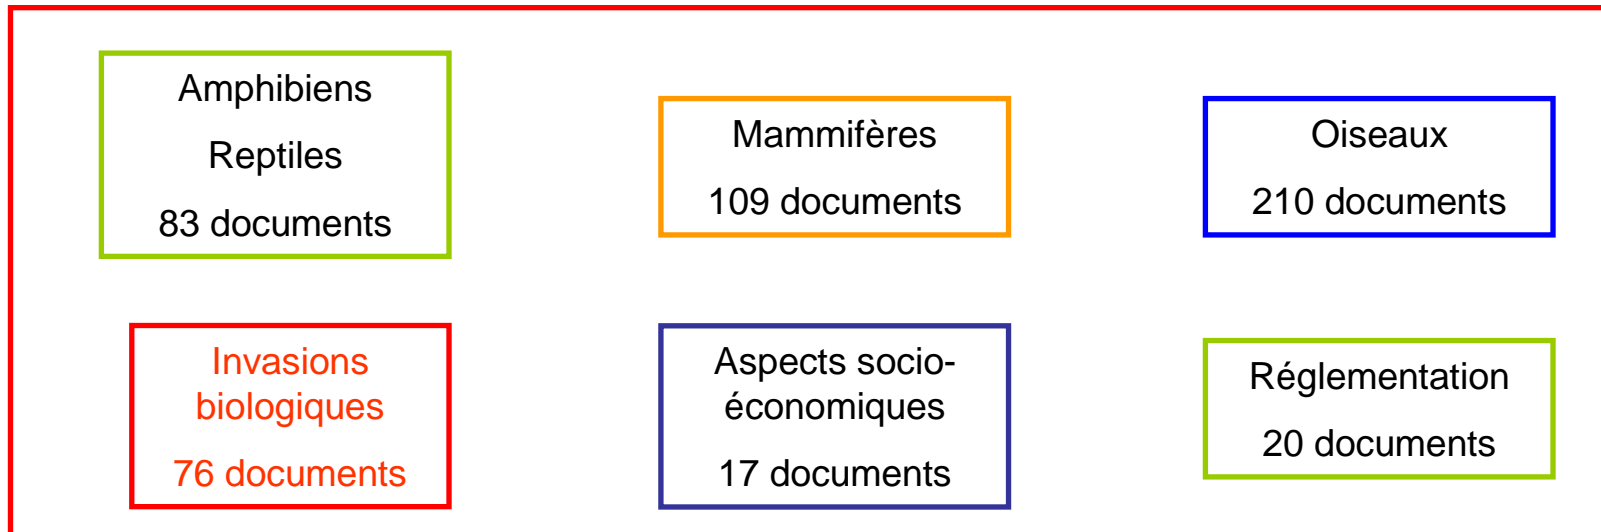 Amphibiens
Reptiles
83 documents
Mammifères
109 documents
Oiseaux
210 documents
Invasions
biologiques
76 documents
Aspects socio-
économiques
17 documents
Réglementation
20 documents